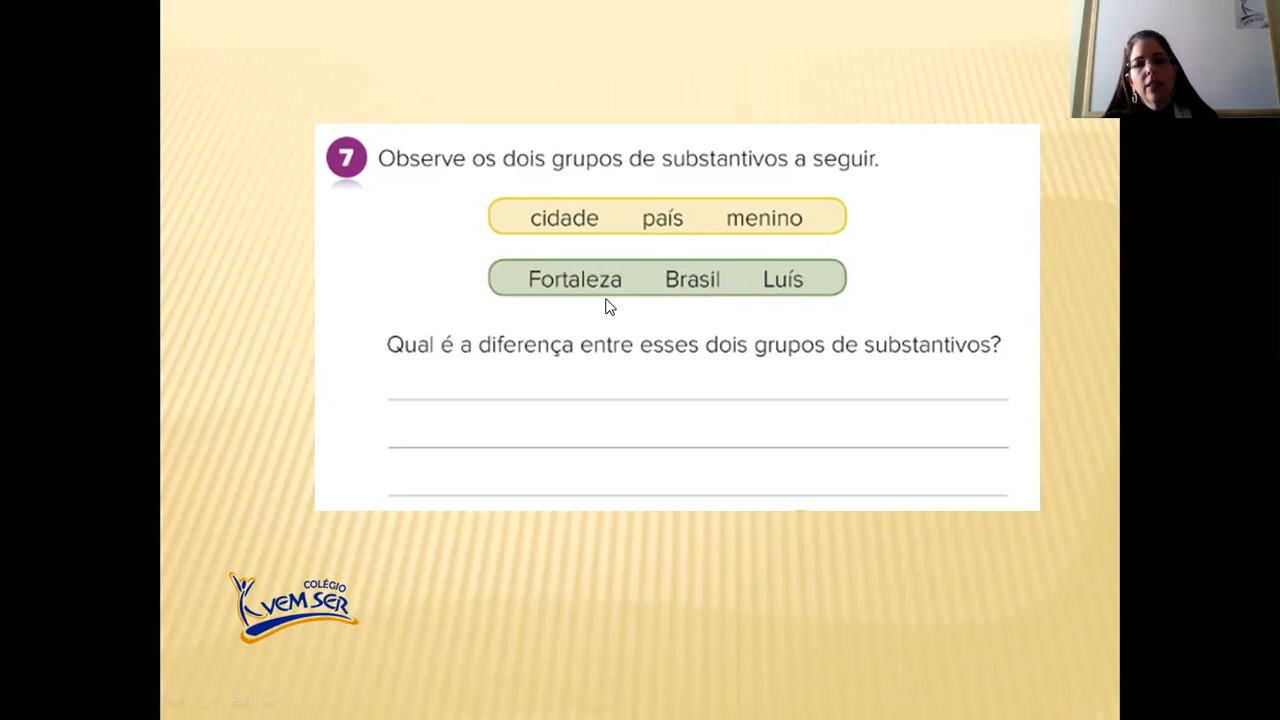 7 Observe os dois grupos de substantivos a seguir.
cidade país menino
Fortaleza Brasil Luís
Qual é a diferença entre esses dois grupos de substantivos?
COLÉGIO
VEM SER